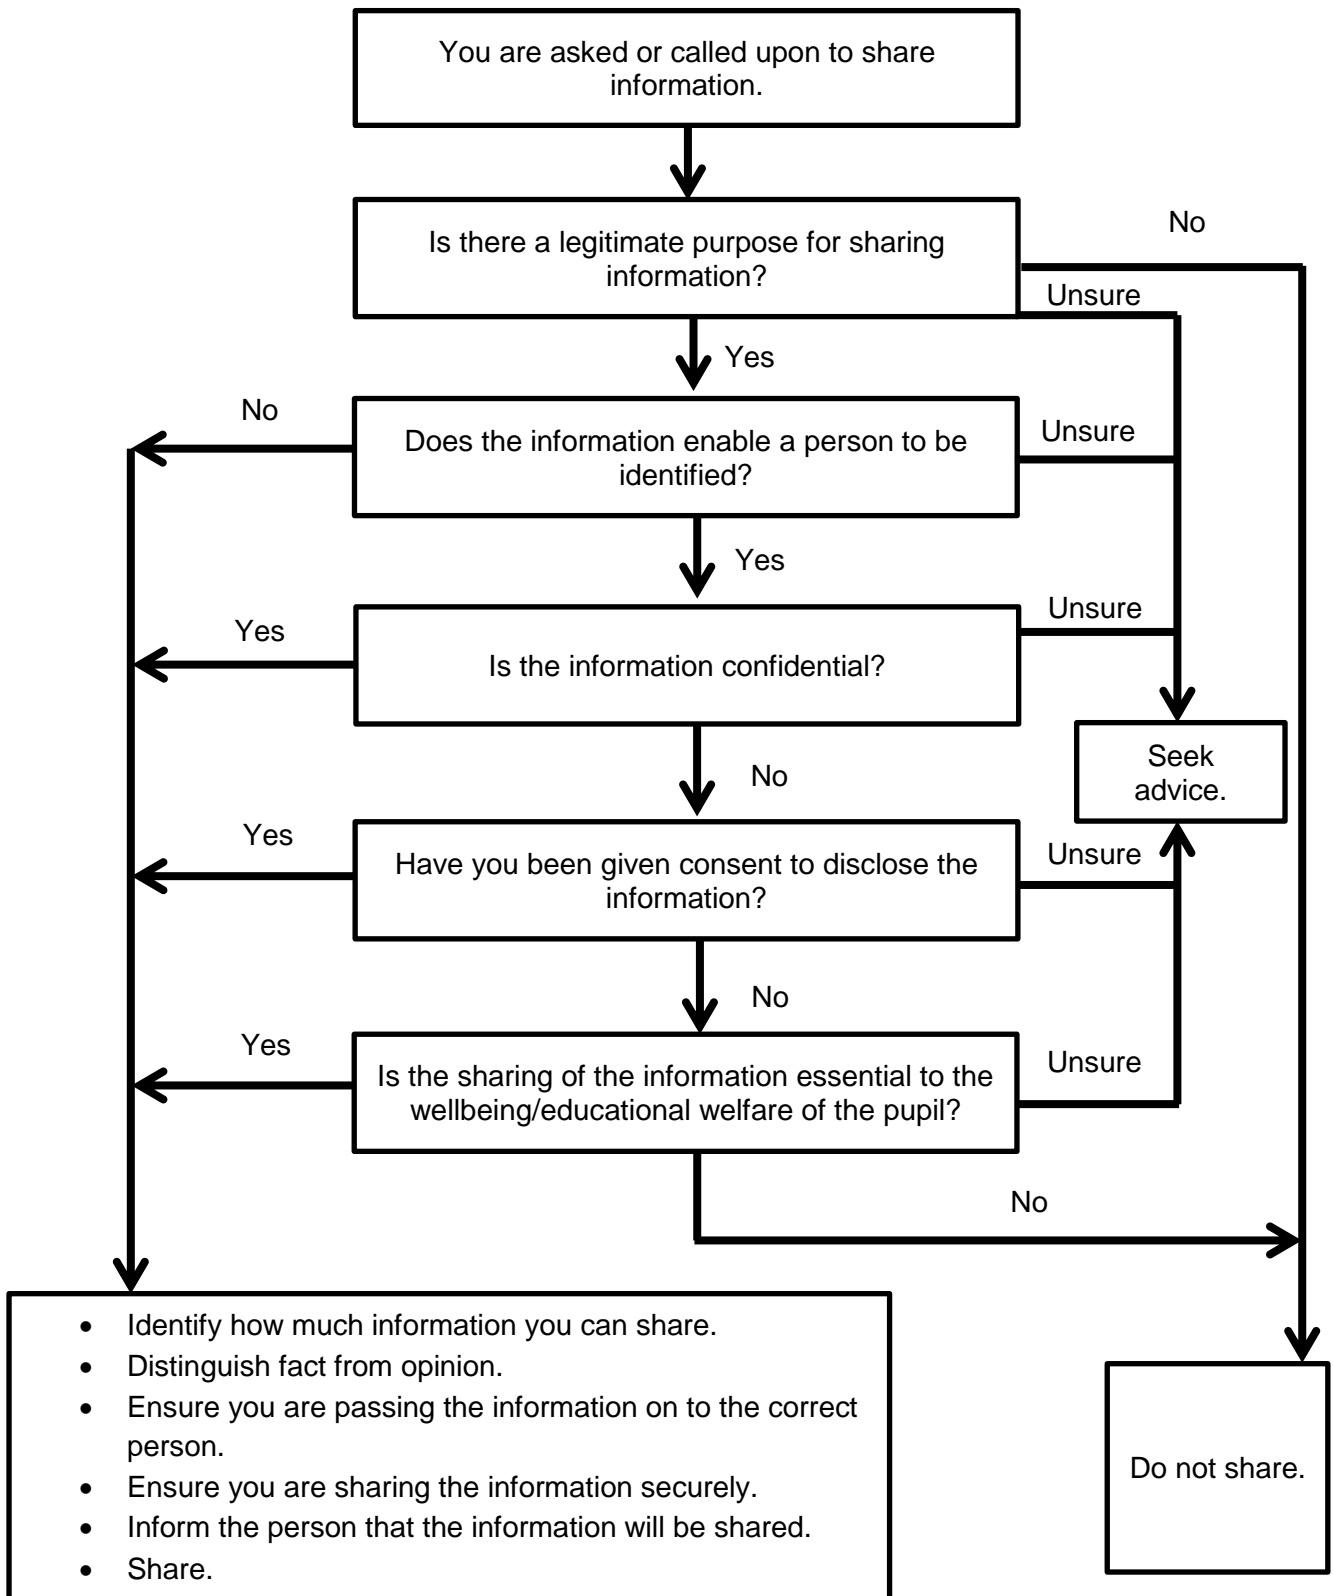 You are asked or called upon to share
information.
No
Is there a legitimate purpose for sharing
information?
Unsure
Yes
No
Does the information enable a person to be
identified?
Unsure
Yes
Unsure
Yes
Is the information confidential?
Seek
advice.
No
Yes
Have you been given consent to disclose the
information?
Unsure
No
Yes
Is the sharing of the information essential to the
wellbeing/educational welfare of the pupil?
Unsure
No
• Identify how much information you can share.
• Distinguish fact from opinion.
• Ensure you are passing the information on to the correct
person.
• Ensure you are sharing the information securely.
• Inform the person that the information will be shared.
• Share.
Do not share.